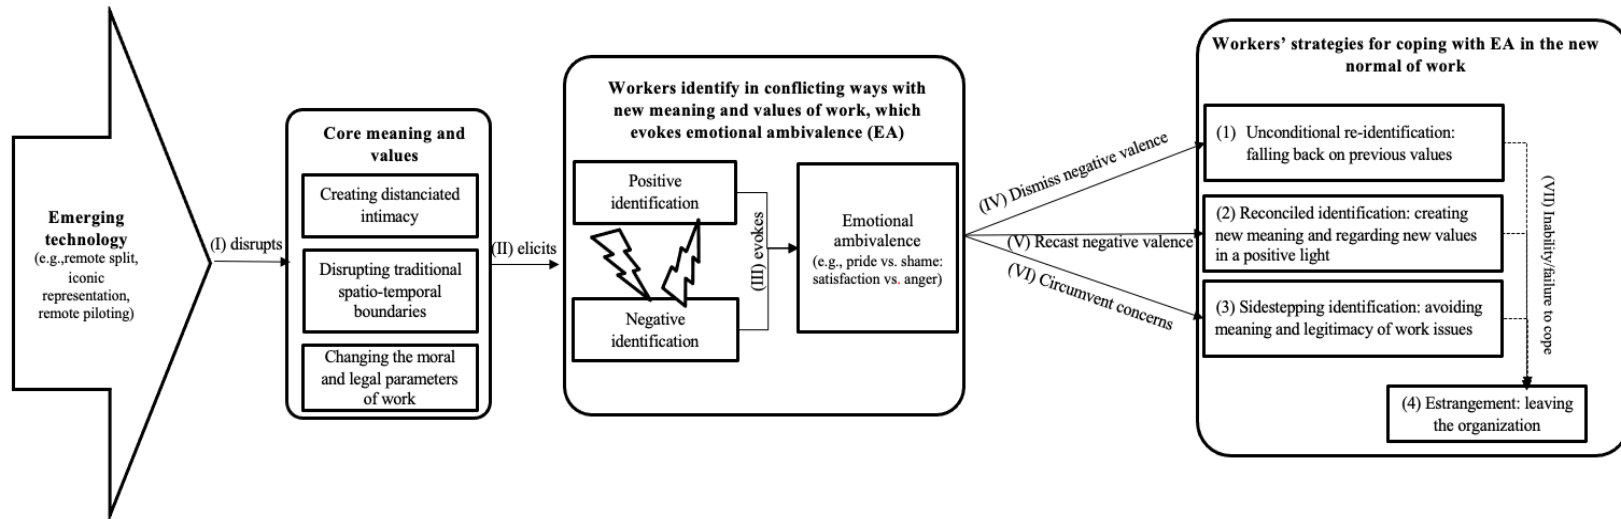 Emerging
technology
(e.g.,remote split,
iconic
representation,
remote piloting)
(I) disrupts
Core meaning and
values
Creating distanciated
intimacy
Disrupting traditional
spatio-temporal
boundaries
Changing the moral
and legal parameters
of work
(II) elicits
Workers identify in conflicting ways with
new meaning and values of work, which
evokes emotional ambivalence (EA)
Positive
identification
Negative
identification
(III) evokes
Emotional
ambivalence
(e.g., pride vs. shame:
satisfaction vs. anger)
(IV) Dismiss negative valence
(V) Recast negative valence
(VI) Circumvent concerns
Workers’ strategies for coping with EA in the new
normal of work
(1) Unconditional re-identification:
falling back on previous values
(2) Reconciled identification: creating
new meaning and regarding new values
in a positive light
(3) Sidestepping identification: avoiding
meaning and legitimacy of work issues
(VII) Inability/failure to cope
(4) Estrangement: leaving
the organization